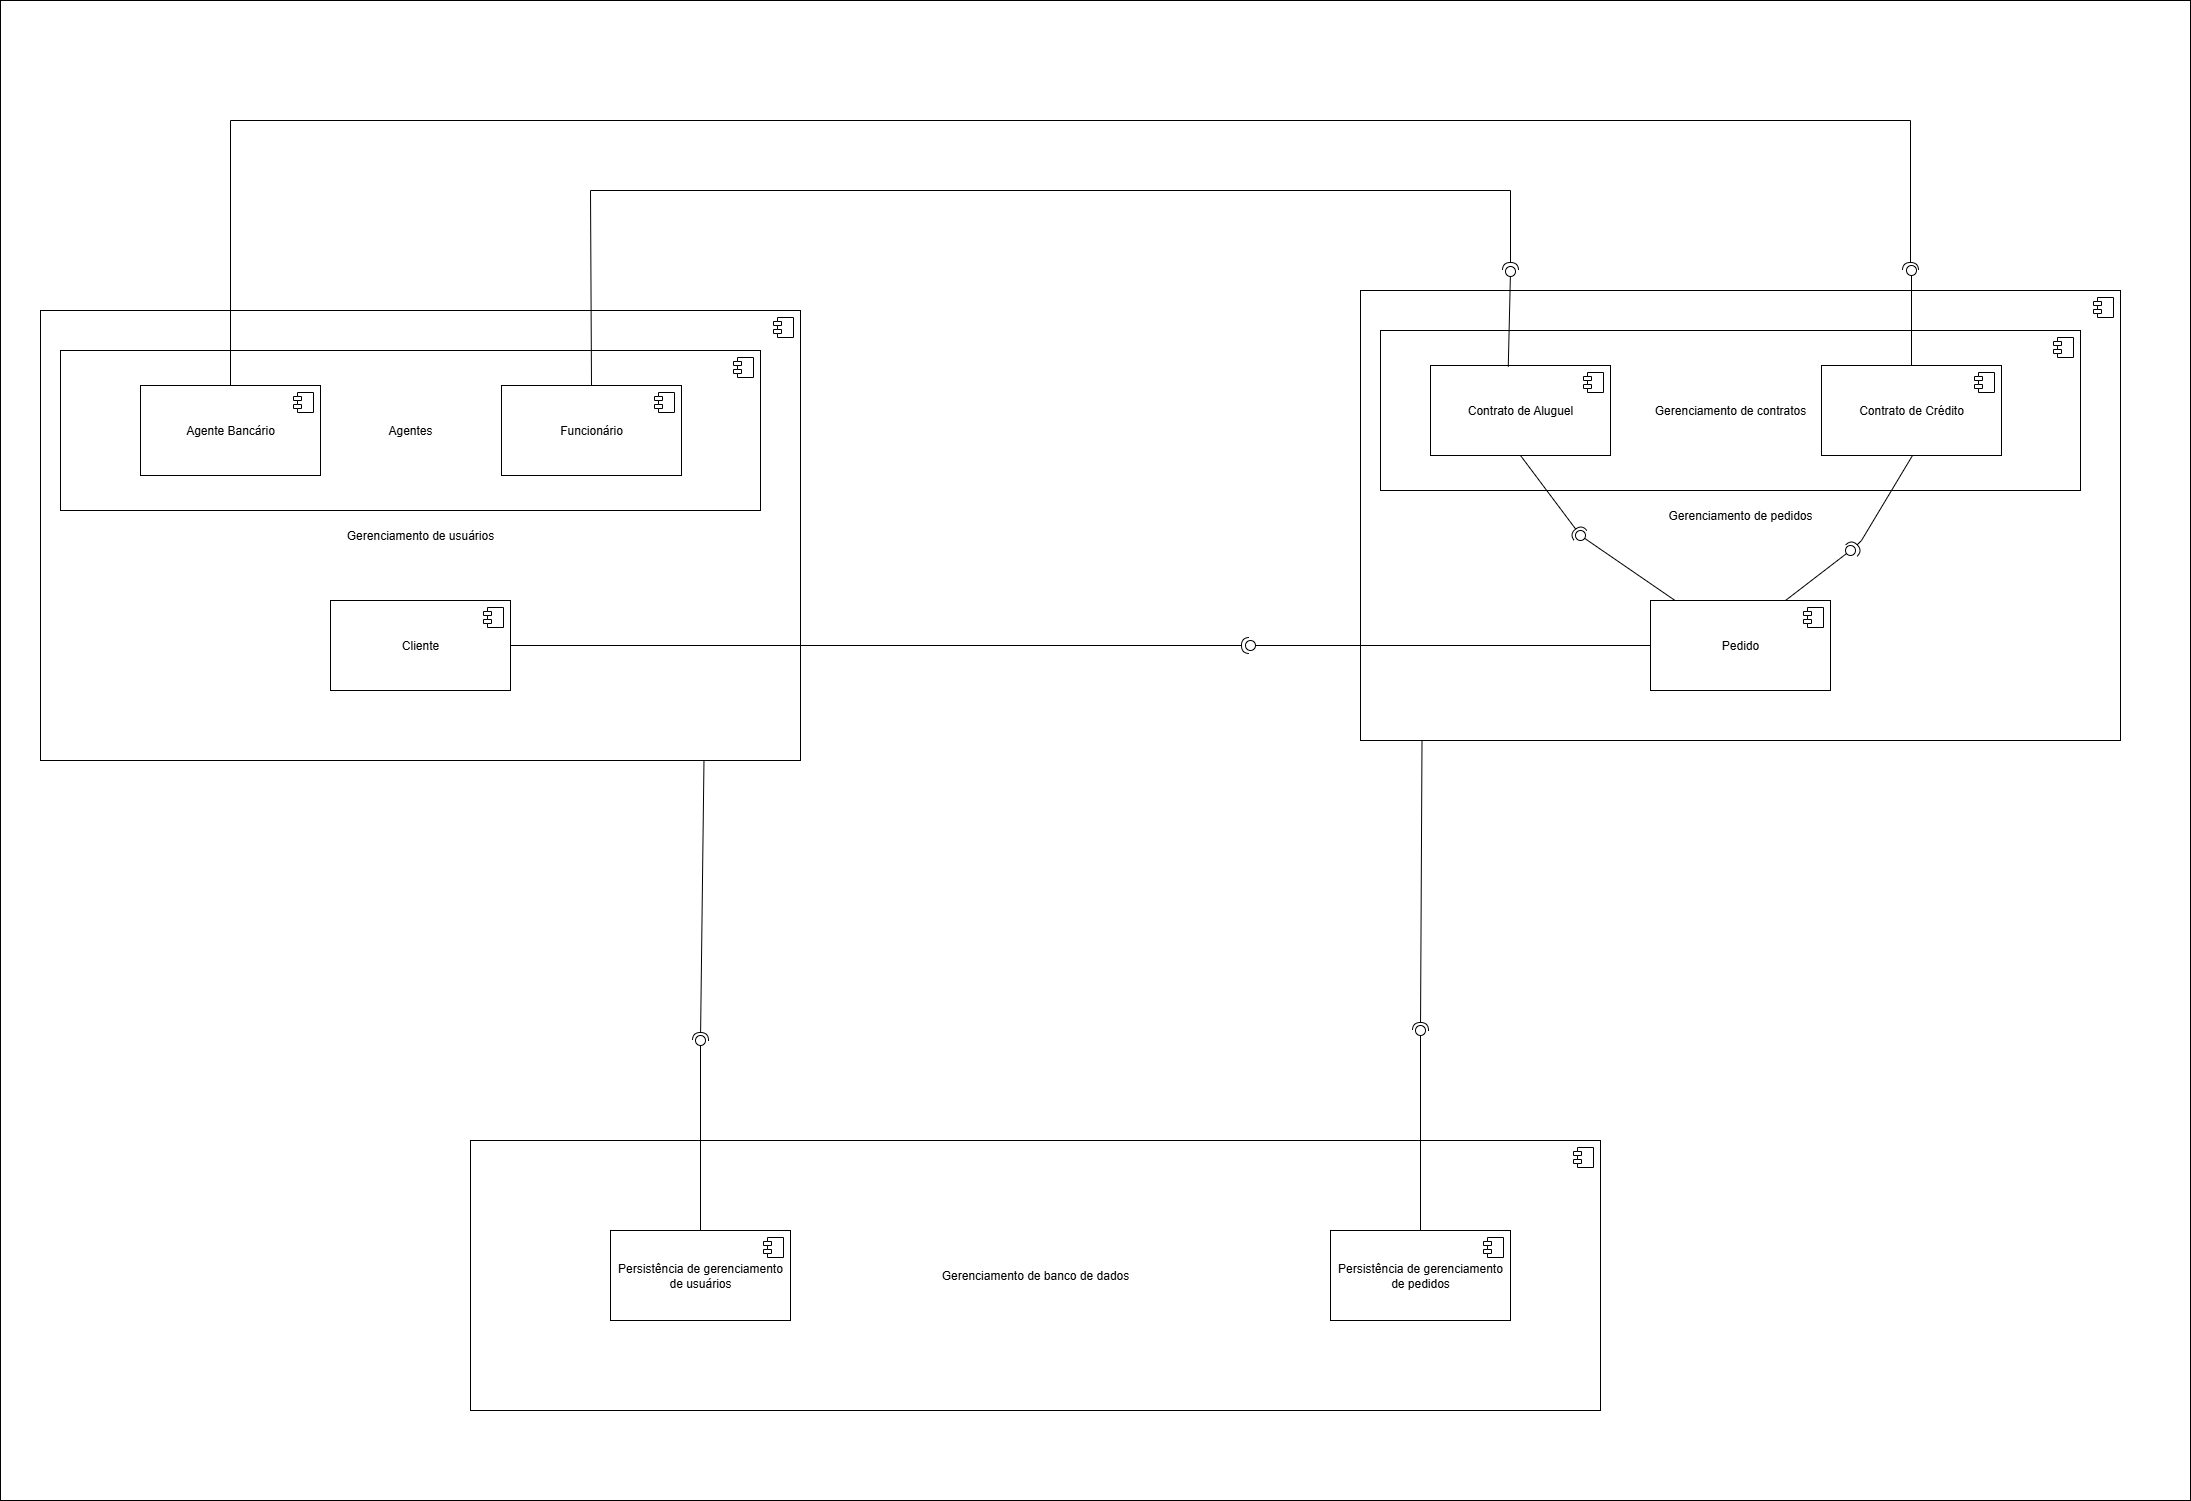 Agente Bancário
Agentes
Funcionário
Gerenciamento de usuários
Cliente
Contrato de Aluguel
Gerenciamento de contratos
Contrato de Crédito
Gerenciamento de pedidos
Pedido
Persistência de gerenciamento
de usuários
Gerenciamento de banco de dados
Persistência de gerenciamento
de pedidos